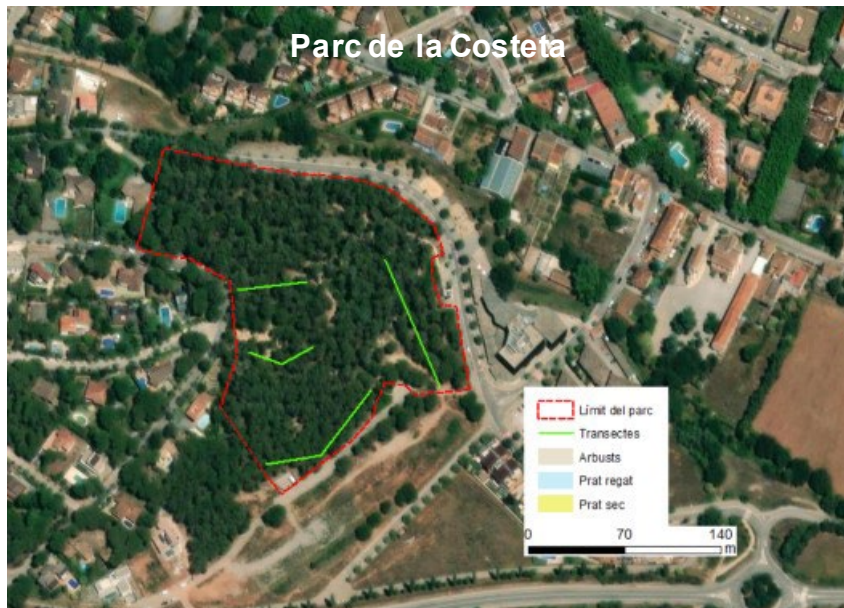 Parc de la Costeta
Límit del parc
Transectes
Arbusts
Prat regat
Prat sec
0 70 140
m